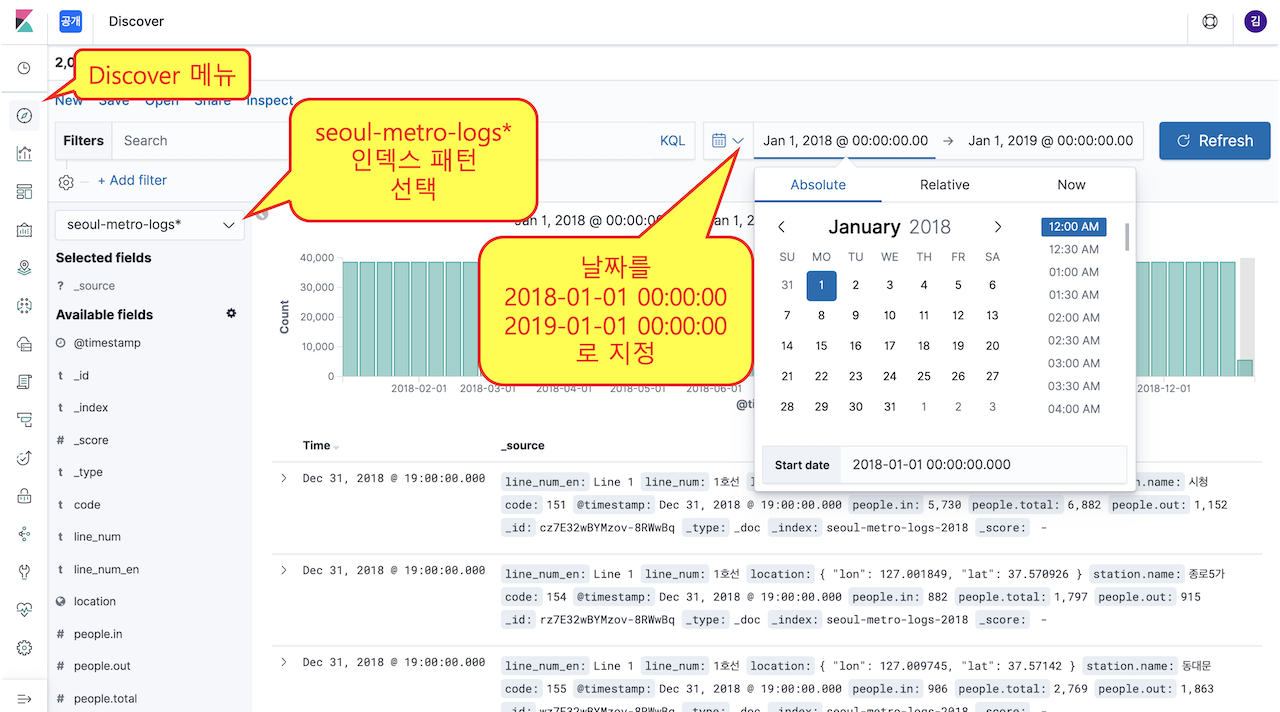 공개
Discover
김
2,0
Discover 메뉴
New Save Open Share Inspect
seoul-metro-logs*
인덱스 패턴
선택
Filters Search KQL
Jan 1, 2018 @ 00:00:00.00 → Jan 1, 2019 @ 00:00:00.00
Refresh
+ Add filter
Absolute Relative Now
seoul-metro-logs*
Jan 1, 2018 @ 00:00:00
January 2018
SU MO TU WE TH FR SA
31 1 2 3 4 5 6
7 8 9 10 11 12 13
14 15 16 17 18 19 20
21 22 23 24 25 26 27
28 29 30 31 1 2 3
12:00 AM
12:30 AM
01:00 AM
01:30 AM
02:00 AM
02:30 AM
03:00 AM
03:30 AM
04:00 AM
Start date 2018-01-01 00:00:00.000
날짜를
2018-01-01 00:00:00
2019-01-01 00:00:00
로 지정
Selected fields
? _source
Available fields
@timestamp
t _id
t _index
# _score
t _type
t code
t line_num
t line_num_en
location
# people.in
# people.out
# people.total
Count
40,000
30,000
20,000
10,000
0
2018-02-01 2018-03-01 2018-04-01 2018-05-01 2018-06-01 2018-12-01
Time _source
Dec 31, 2018 @ 19:00:00.000
line_num_en: Line 1 line_num: 1호선 시청
code: 151 @timestamp: Dec 31, 2018 @ 19:00:00.000 people.in: 5,730 people.total: 6,882 people.out: 1,152
_id: cz7E32wBYMzov-8RWwBq _type: _doc _index: seoul-metro-logs-2018 _score: -
Dec 31, 2018 @ 19:00:00.000
line_num_en: Line 1 line_num: 1호선 location: { "lon": 127.001849, "lat": 37.570926 } station.name: 종로5가
code: 154 @timestamp: Dec 31, 2018 @ 19:00:00.000 people.in: 882 people.total: 1,797 people.out: 915
_id: rz7E32wBYMzov-8RWwBq _type: _doc _index: seoul-metro-logs-2018 _score: -
Dec 31, 2018 @ 19:00:00.000
line_num_en: Line 1 line_num: 1호선 location: { "lon": 127.009745, "lat": 37.57142 } station.name: 동대문
code: 155 @timestamp: Dec 31, 2018 @ 19:00:00.000 people.in: 906 people.total: 2,769 people.out: 1,863